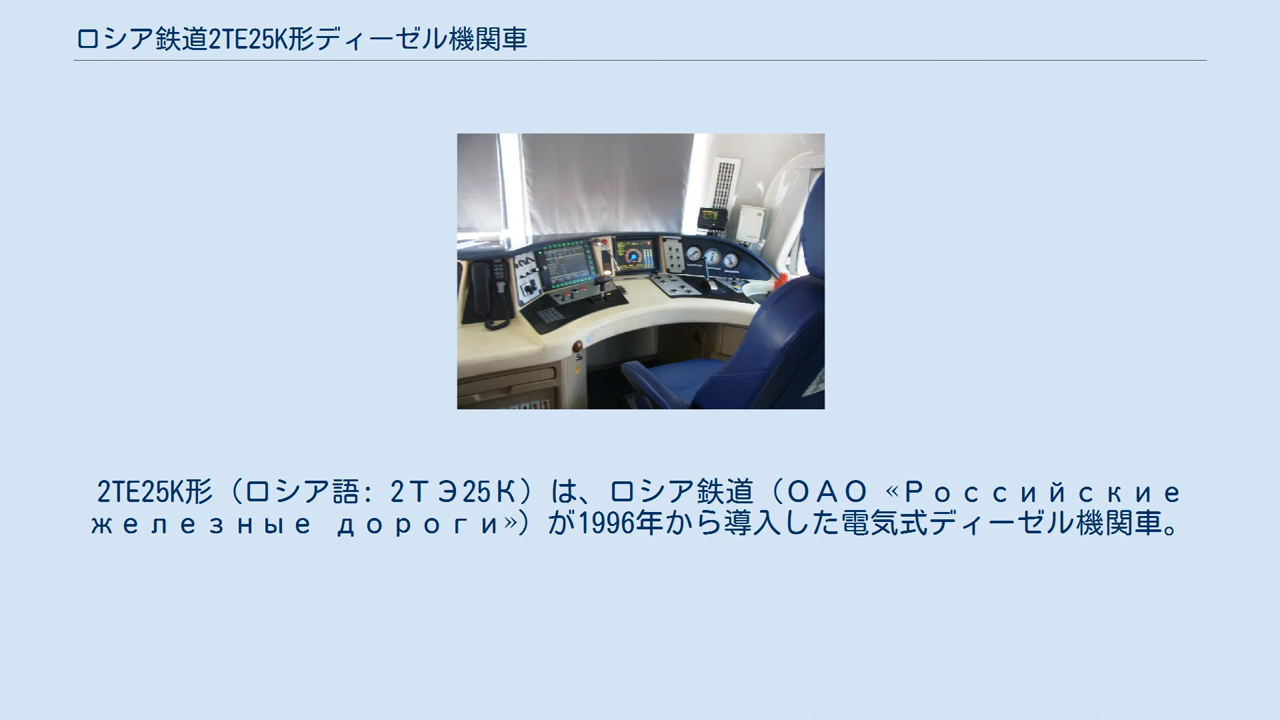 ロシア鉄道2TE25K形ディーゼル機関車
2TE25K形（ロシア語: 2ТЭ25К）は、ロシア鉄道（ОАО «Российские
железные дороги»）が1996年から導入した電気式ディーゼル機関車。